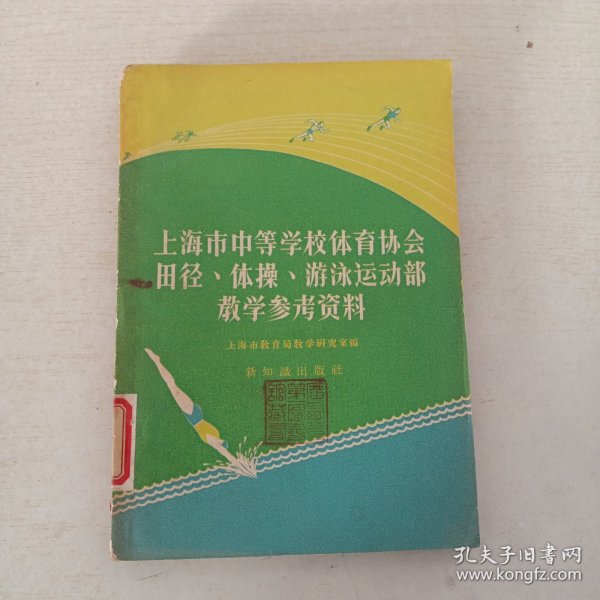 上海市中等学校体育协会
田径、体操、游泳运动部
教学参考资料
上海市教育局教学研究室編
新知識出版社
孔夫子旧书网
www.kongfz.com